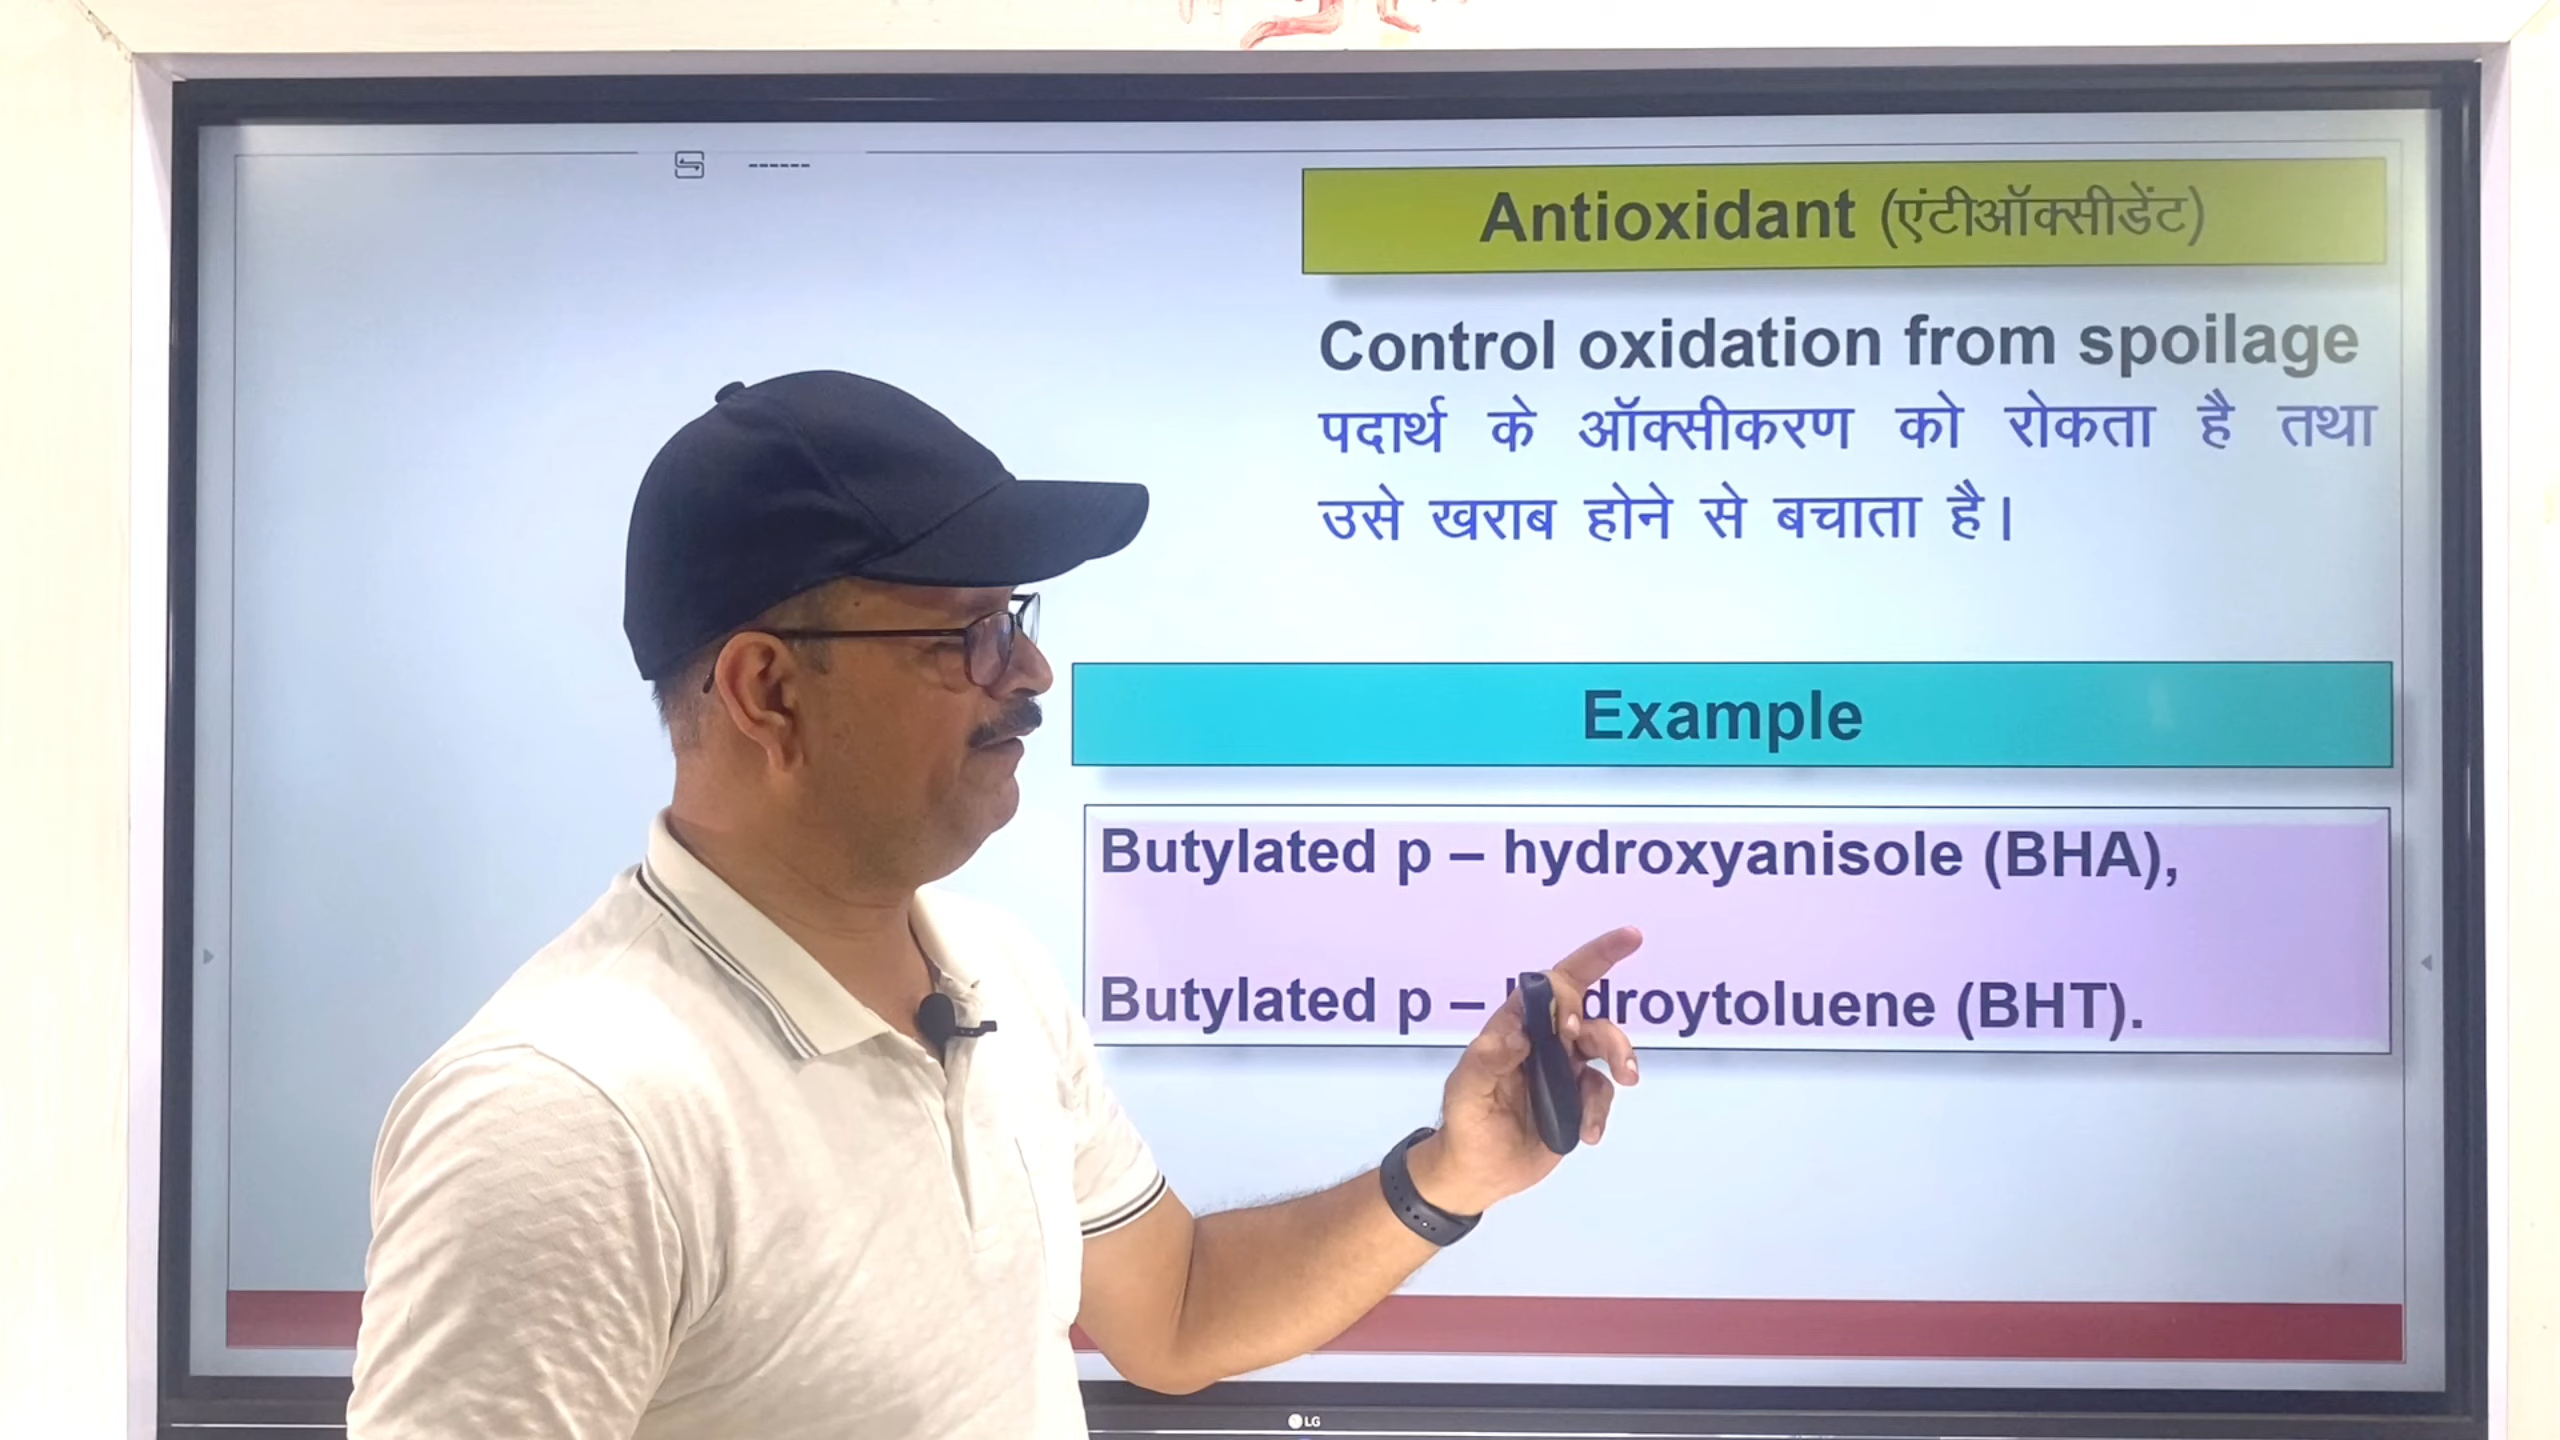 Antioxidant (एंटीऑक्सीडेंट)
Control oxidation from spoilage
पदार्थ के ऑक्सीकरण को रोकता है तथा
उसे खराब होने से बचाता है।
Example
Butylated p – hydroxyanisole (BHA),
Butylated p – droytoluene (BHT).
LG